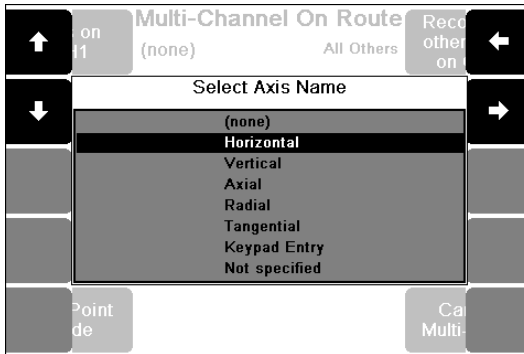 on
H1
Multi-Channel On Route
(none)
All Others
Reco
other
on
Select Axis Name
(none)
Horizontal
Vertical
Axial
Radial
Tangential
Keypad Entry
Not specified
Point
de
Ca
Multi-